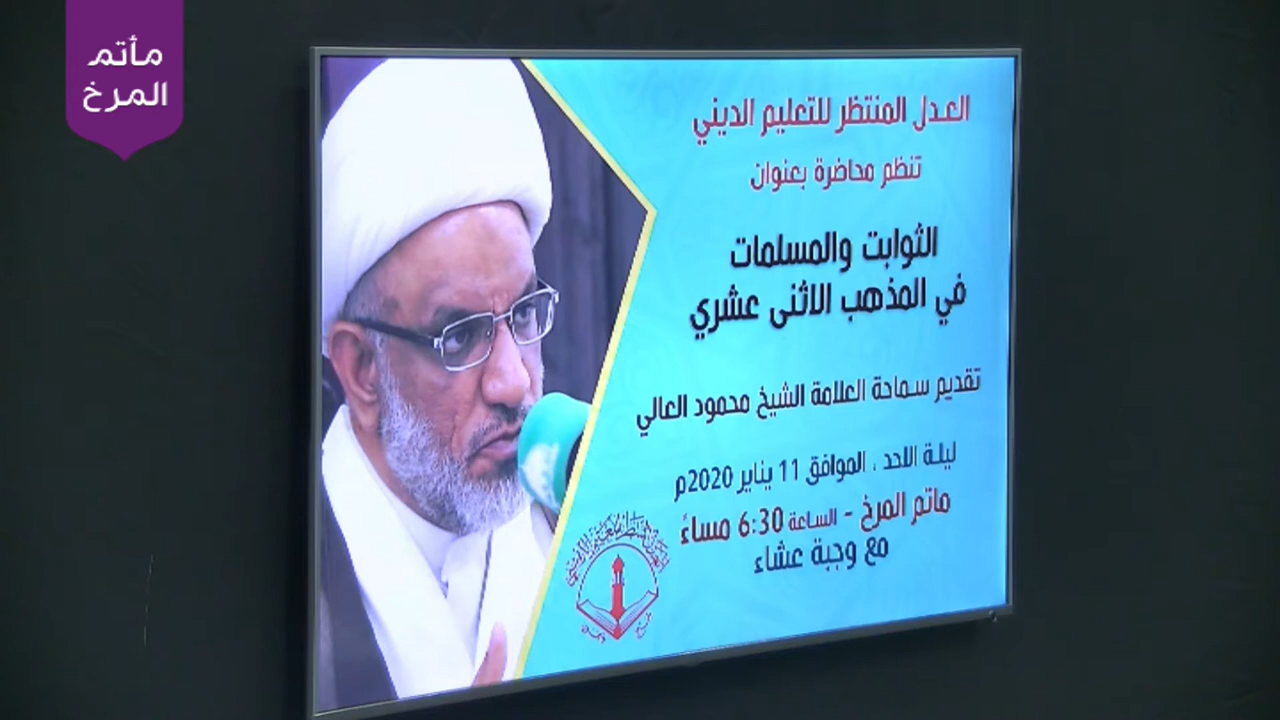 مأتم
المرخ
العدل المنتظر للتعليم الديني
تنظم محاضرة بعنوان
الثوابت والمسلمات
في المذهب الاثنى عشري
تقديم سماحة العلامة الشيخ محمود العالي
ليلة الاحد ، الموافق 11 يناير 2020م
ماتم المرخ - الساعة 6:30 مساءً
مع وجبة عشاء